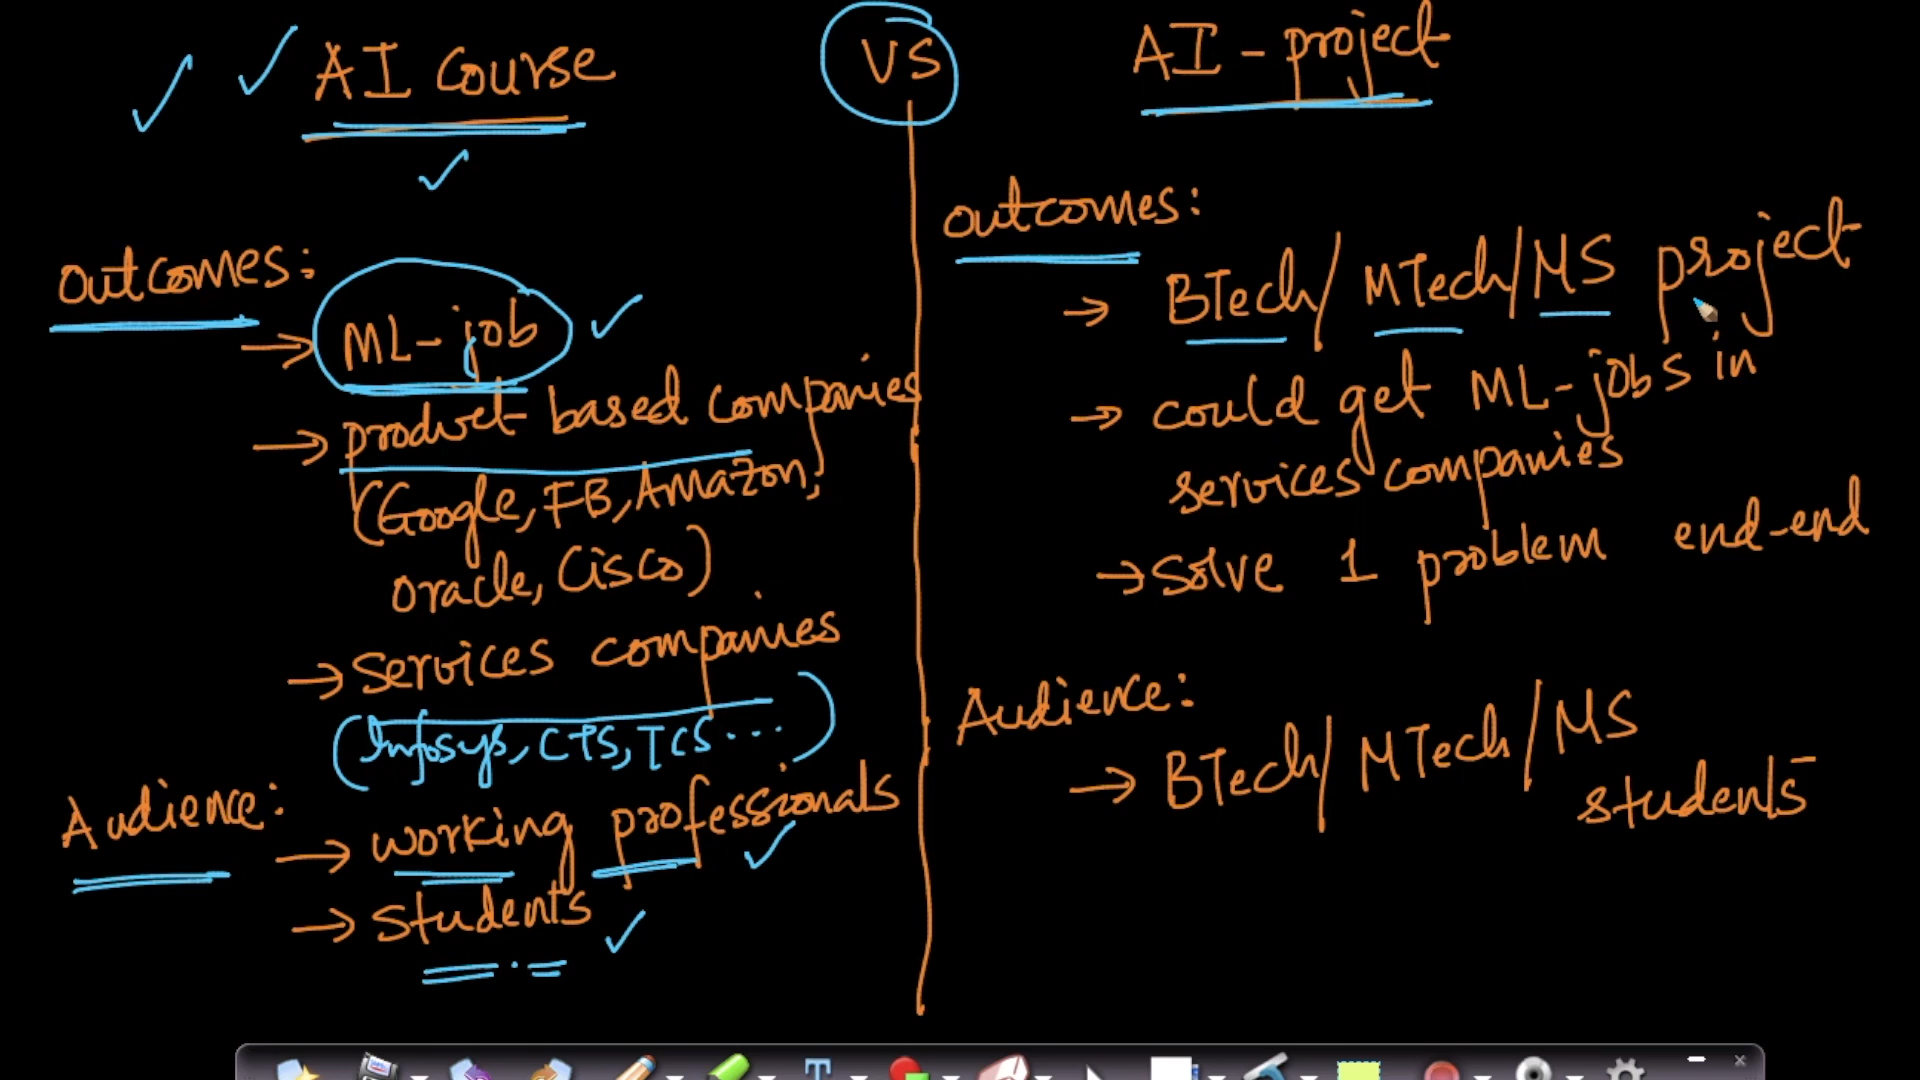 AI Course
VS
AI - project
Outcomes:
→ ML-job
→ product based companies
(Google, FB, Amazon,
Oracle, Cisco)
→ Services companies
(Infosys, CTS, TCS ...)
Audience:
→ working professionals
→ Students
Outcomes:
→ BTech/MTech/MS project
→ could get ML-jobs in
services companies
→ Solve 1 problem end-end
Audience:
→ BTech/MTech/MS
students
T